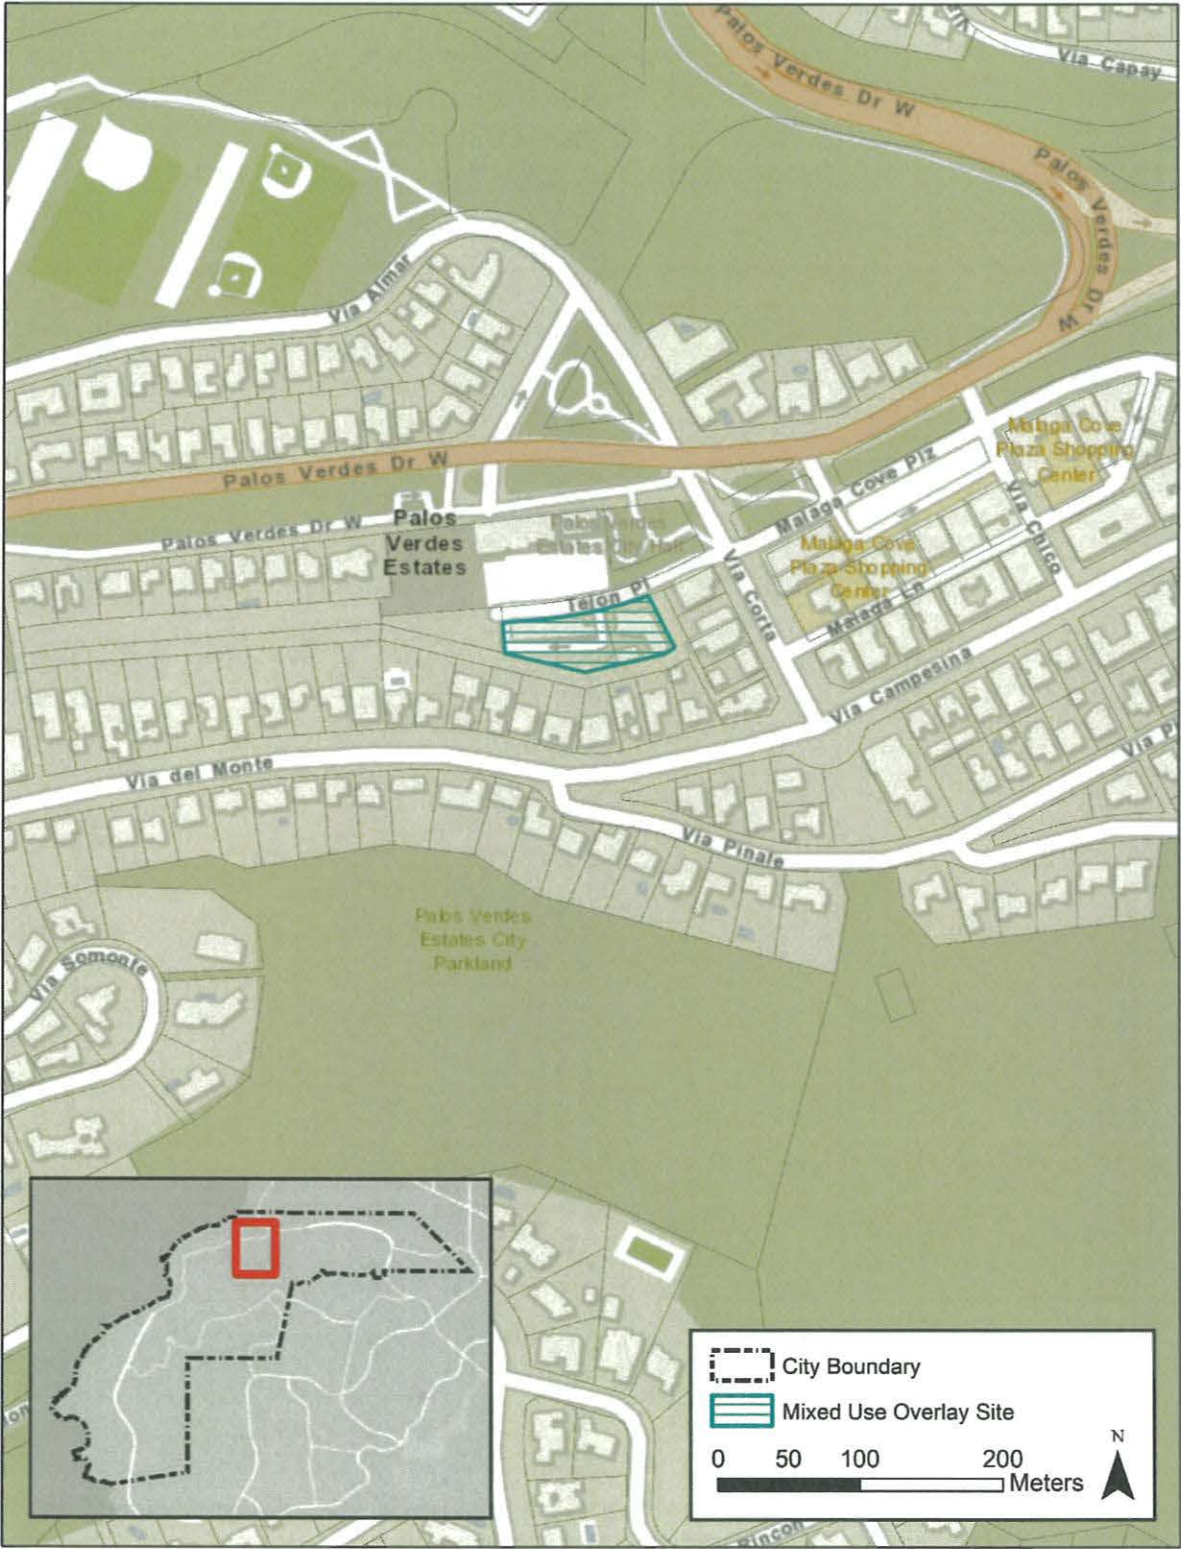 Palos Verdes Dr W
Via Capay
Palos Verdes Dr W
Via Almar
Malaga Cove
Plaza Shopping
Center
Palos Verdes Dr W
Malaga Cove Plz
Via Chico
Palos Verdes Dr W
Palos
Verdes
Estates
Palos Verdes
Estates City Hall
Malaga Cove
Plaza Shopping
Center
Via Corta
Tejon Pl
Malaga Ln
Via Campesina
Via del Monte
Via Pinale
Palos Verdes
Estates City
Parkland
Via Somonte
City Boundary
Mixed Use Overlay Site
N
0 50 100 200
Meters
Rincon